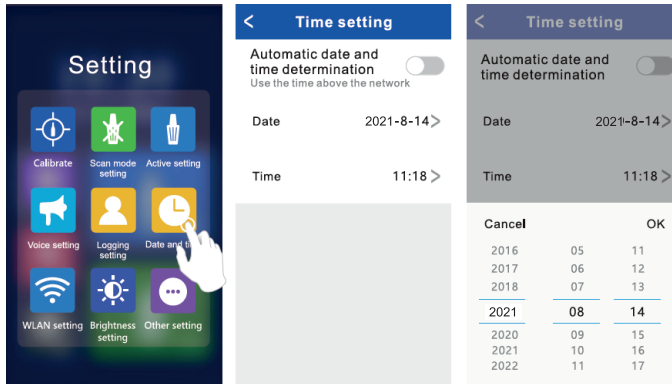 Setting
Calibrate
Scan mode
setting
Active setting
Voice setting
Logging
setting
Date and ti
WLAN setting
Brightness
setting
Other setting
< Time setting
Automatic date and
time determination
Use the time above the network
Date 2021-8-14>
Time 11:18 >
< Time setting
Automatic date and
time determination
Date 2021-8-14>
Time 11:18 >
Cancel OK
2016 05 11
2017 06 12
2018 07 13
2021 08 14
2020 09 15
2021 10 16
2022 11 17